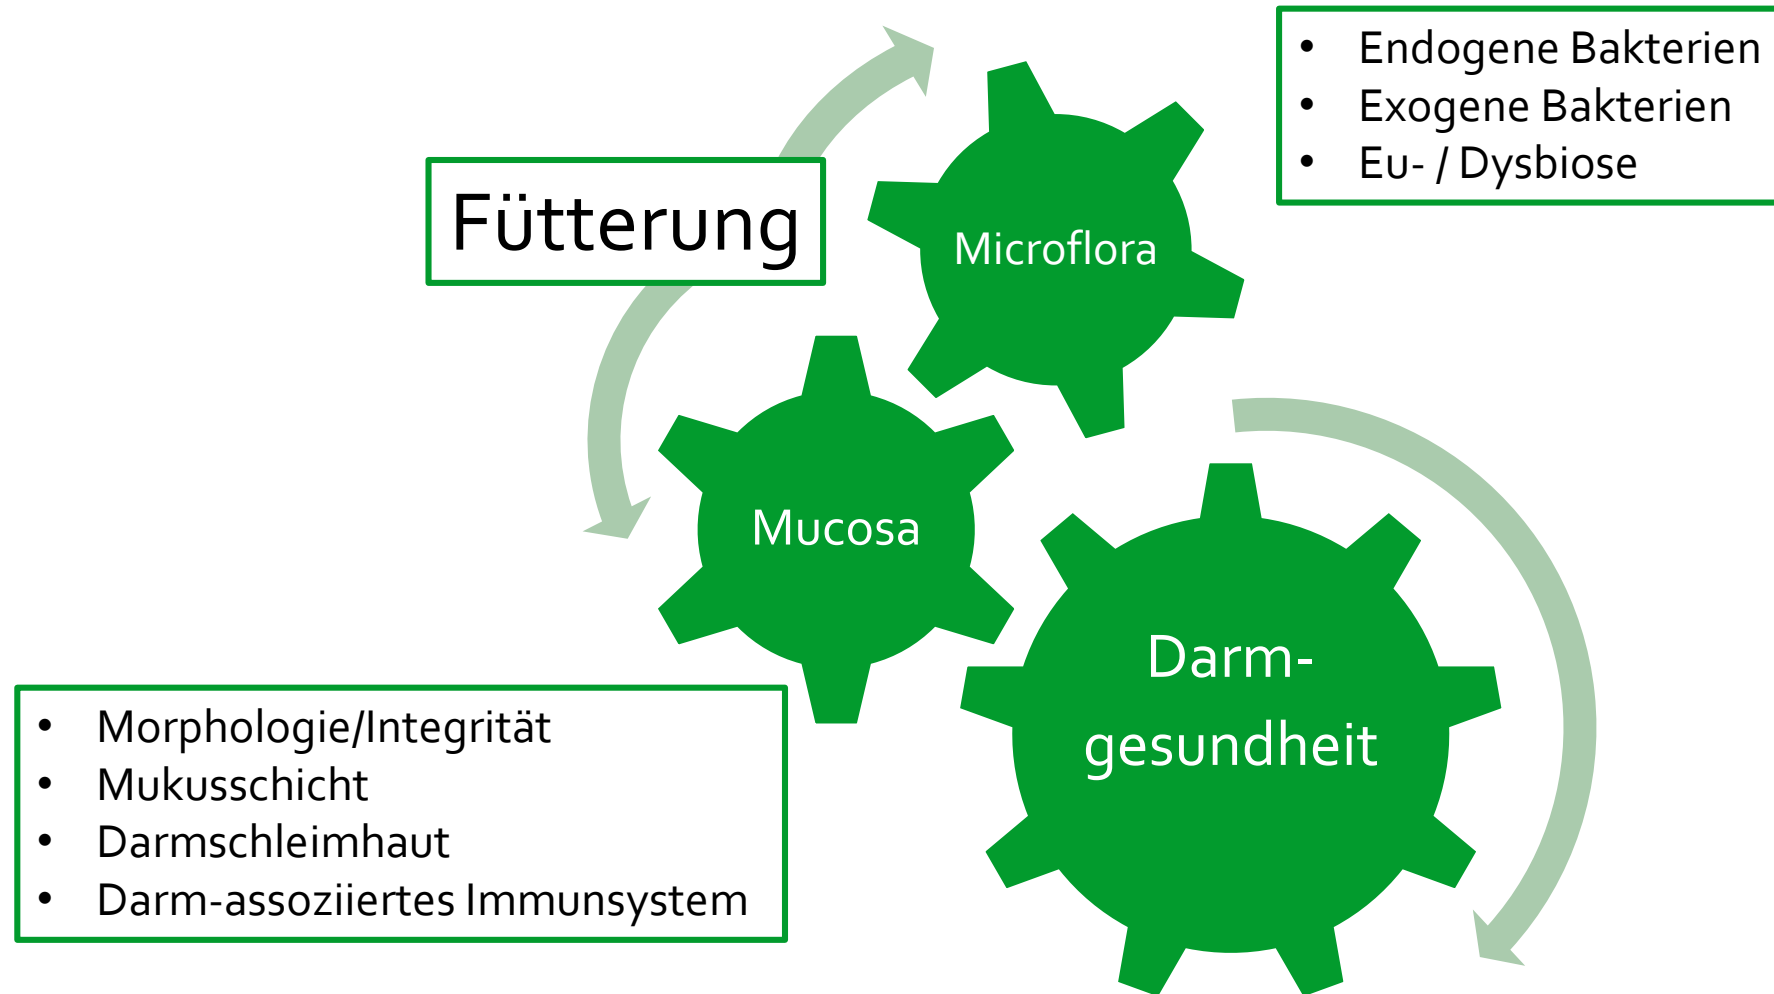 • Endogene Bakterien
• Exogene Bakterien
• Eu- / Dysbiose
Fütterung
Microflora
Mucosa
Darm-
gesundheit
• Morphologie/Integrität
• Mukusschicht
• Darmschleimhaut
• Darm-assoziiertes Immunsystem